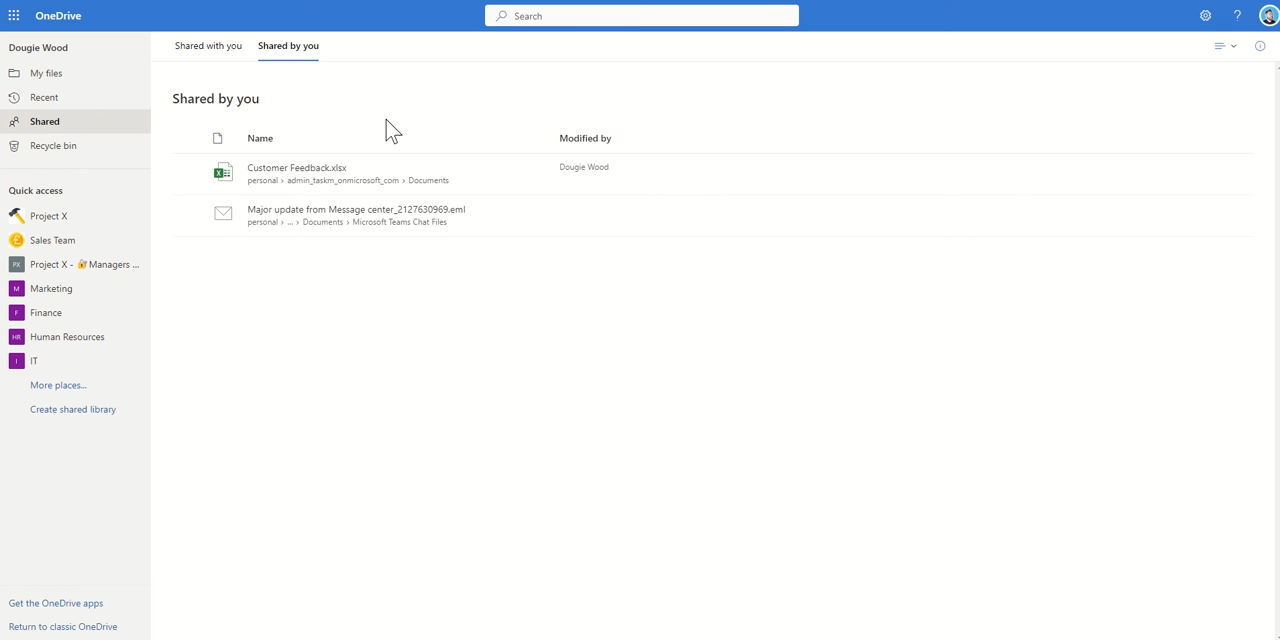 OneDrive
Search
?
Dougie Wood
My files
Recent
Shared
Recycle bin
Quick access
Project X
Sales Team
PX Project X - 🔐Managers ...
M Marketing
F Finance
HR Human Resources
I IT
More places...
Create shared library
Get the OneDrive apps
Return to classic OneDrive
Shared with you
Shared by you
Shared by you
Name
Modified by
Customer Feedback.xlsx
personal › admin_taskm_onmicrosoft_com › Documents
Dougie Wood
Major update from Message center_2127630969.eml
personal › ... › Documents › Microsoft Teams Chat Files